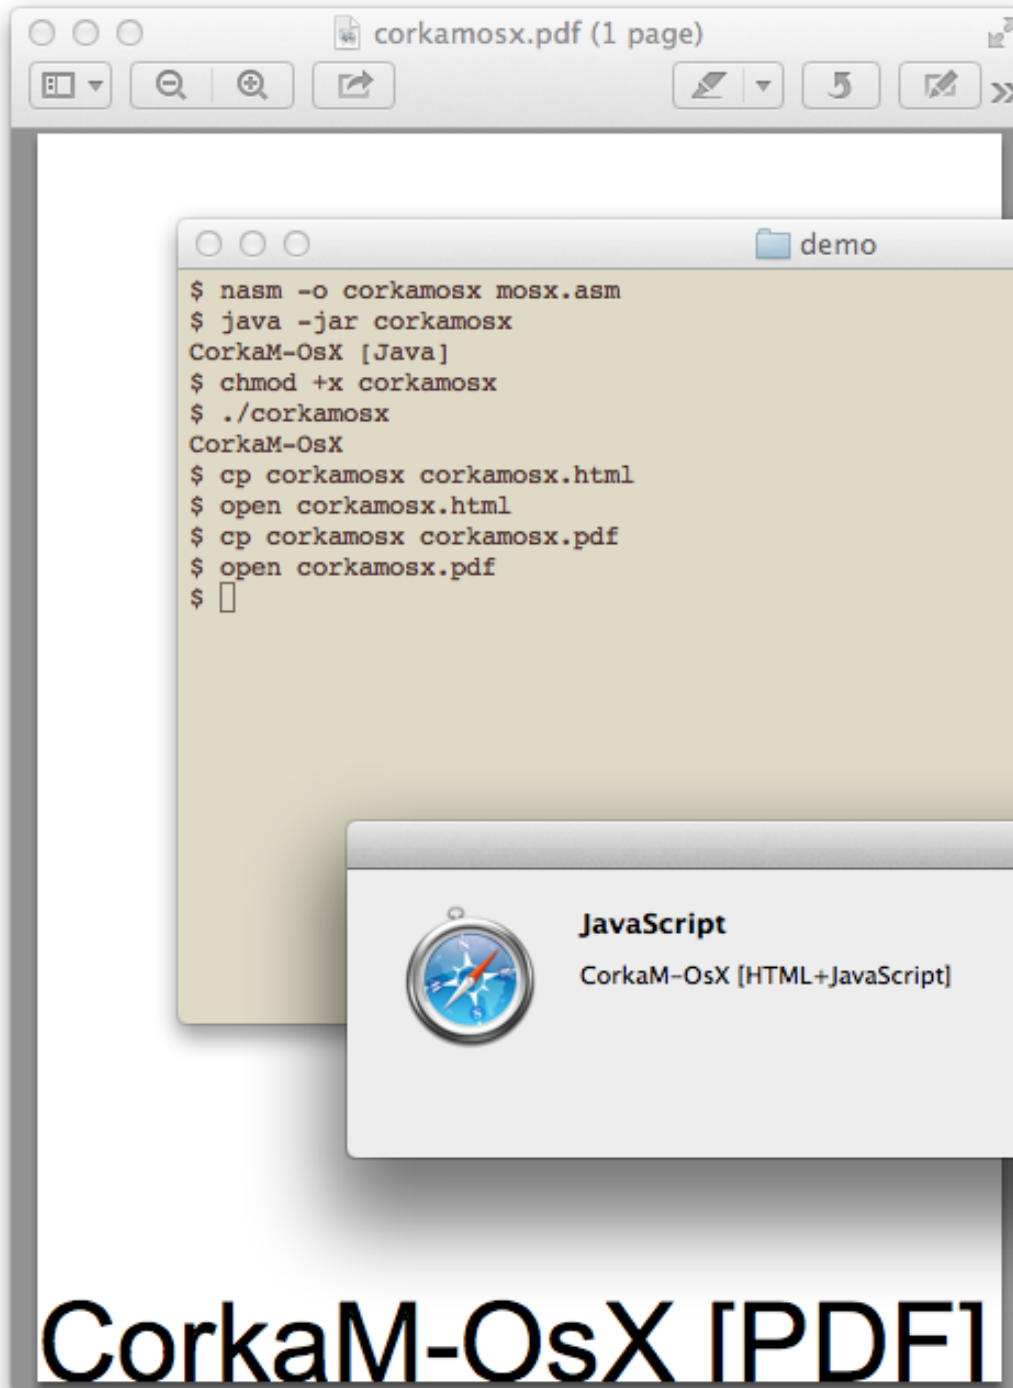 corkamosx.pdf (1 page)
demo
$ nasm -o corkamosx mosx.asm
$ java -jar corkamosx
CorkaM-OsX [Java]
$ chmod +x corkamosx
$ ./corkamosx
CorkaM-OsX
$ cp corkamosx corkamosx.html
$ open corkamosx.html
$ cp corkamosx corkamosx.pdf
$ open corkamosx.pdf
$
JavaScript
CorkaM-OsX [HTML+JavaScript]
CorkaM-OsX [PDF]